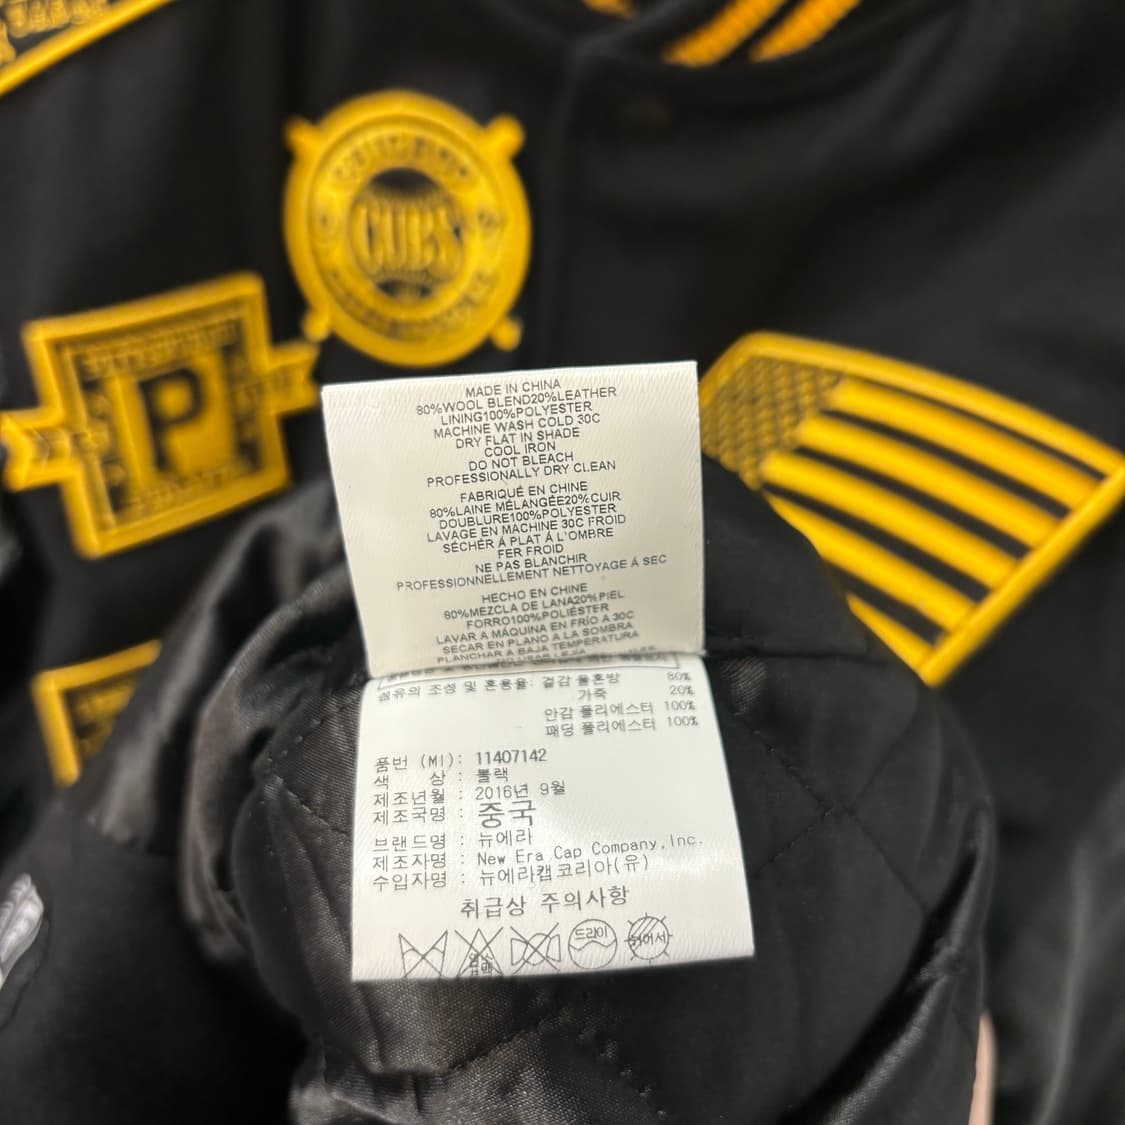 CUBS
P
MADE IN CHINA
80%WOOL BLEND20%LEATHER
LINING100%POLYESTER
MACHINE WASH COLD 30C
DRY FLAT IN SHADE
COOL IRON
DO NOT BLEACH
PROFESSIONALLY DRY CLEAN
FABRIQUÉ EN CHINE
80%LAINE MÉLANGÉE20%CUIR
DOUBLURE100%POLYESTER
LAVAGE EN MACHINE 30C FROID
SÉCHÉR Á PLAT Á L'OMBRE
FER FROID
NE PAS BLANCHIR
PROFESSIONNELLEMENT NETTOYAGE Á SEC
HECHO EN CHINE
80%MEZCLA DE LANA20%PIEL
FORRO100%POLIÉSTER
LAVAR A MÁQUINA EN FRÍO A 30C
SECAR EN PLANO A LA SOMBRA
PLANCHAR A BAJA TEMPERATURA
NO USAR LEJÍA
섬유의 조성 및 혼용율: 겉감 울혼방 80%
가죽 20%
안감 폴리에스터 100%
패딩 폴리에스터 100%
품번 (MI): 11407142
색 상 : 블랙
제조년월 : 2016년 9월
제조국명 : 중국
브랜드명 : 뉴에라
제조자명 : New Era Cap Company,Inc.
수입자명 : 뉴에라캡코리아(유)
취급상 주의사항
드라이